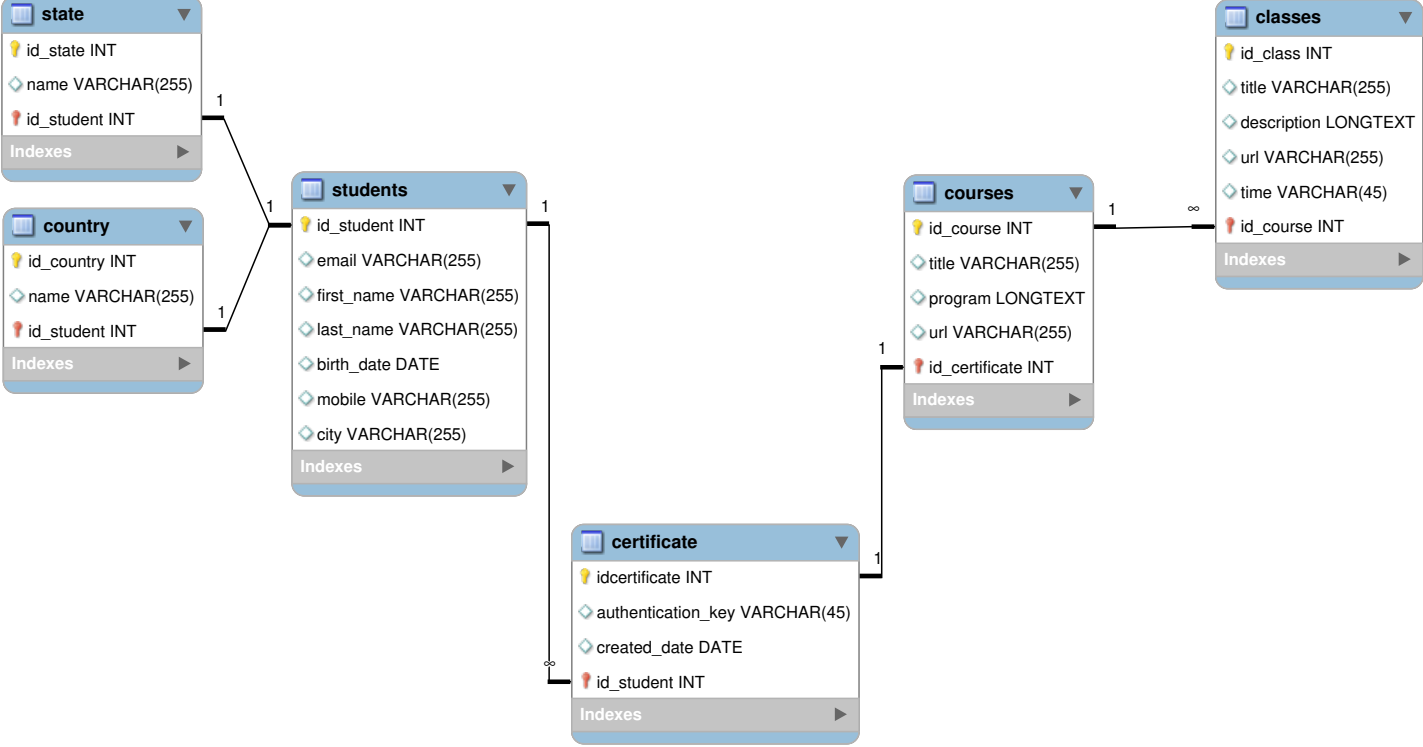 state
id_state INT
name VARCHAR(255)
id_student INT
Indexes
country
id_country INT
name VARCHAR(255)
id_student INT
Indexes
1
1
1
students
id_student INT
email VARCHAR(255)
first_name VARCHAR(255)
last_name VARCHAR(255)
birth_date DATE
mobile VARCHAR(255)
city VARCHAR(255)
Indexes
1
∞
certificate
idcertificate INT
authentication_key VARCHAR(45)
created_date DATE
id_student INT
Indexes
1
1
courses
id_course INT
title VARCHAR(255)
program LONGTEXT
url VARCHAR(255)
id_certificate INT
Indexes
1
∞
classes
id_class INT
title VARCHAR(255)
description LONGTEXT
url VARCHAR(255)
time VARCHAR(45)
id_course INT
Indexes